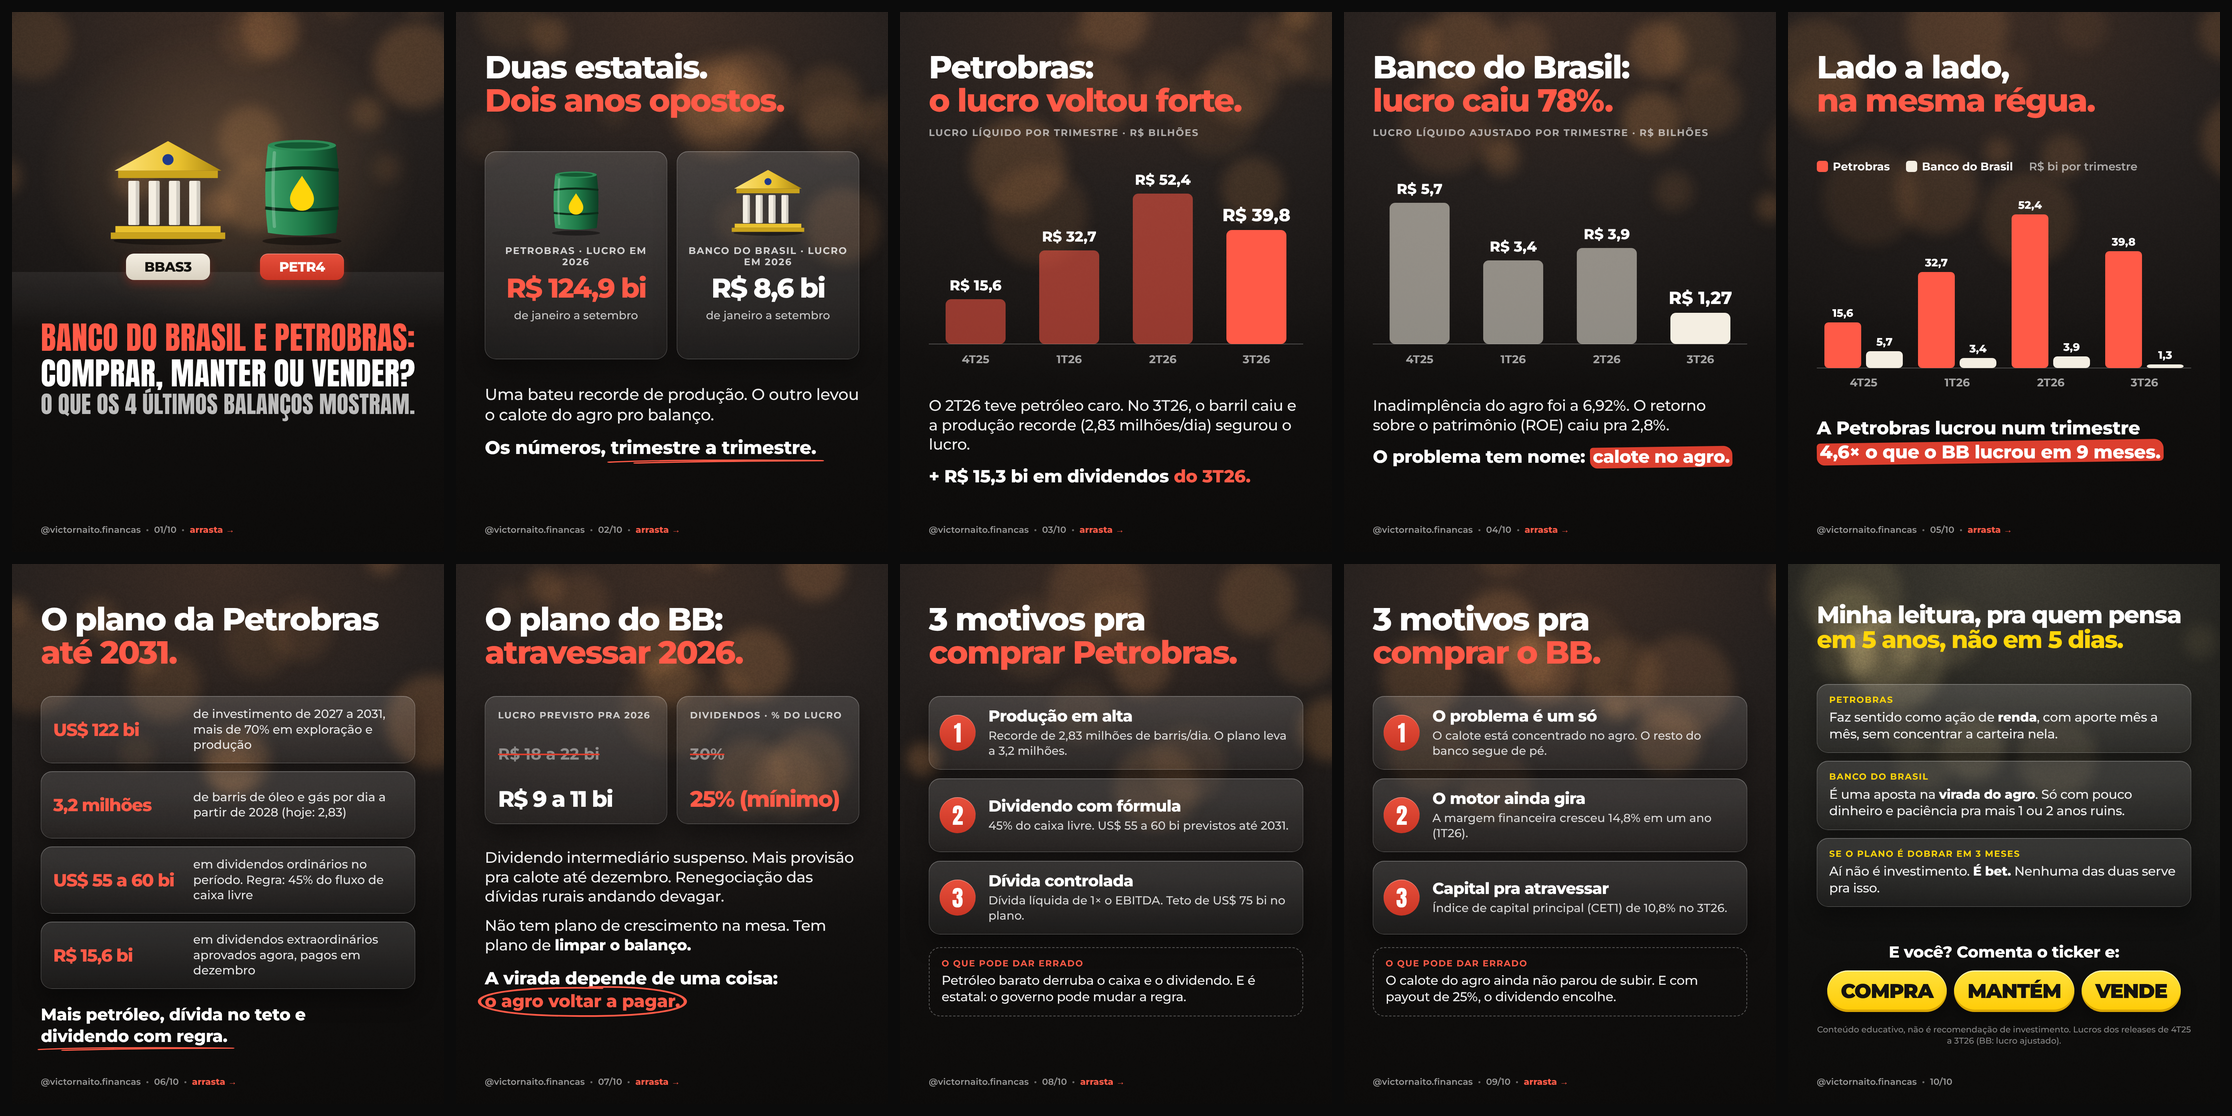 BBAS3
PETR4
BANCO DO BRASIL E PETROBRAS:
COMPRAR, MANTER OU VENDER?
O QUE OS 4 ÚLTIMOS BALANÇOS MOSTRAM.
@victornaito.financas • 01/10 • arrasta →
Duas estatais.
Dois anos opostos.
PETROBRAS · LUCRO EM
2026
R$ 124,9 bi
de janeiro a setembro
BANCO DO BRASIL · LUCRO
EM 2026
R$ 8,6 bi
de janeiro a setembro
Uma bateu recorde de produção. O outro levou
o calote do agro pro balanço.
Os números, trimestre a trimestre.
@victornaito.financas • 02/10 • arrasta →
Petrobras:
o lucro voltou forte.
LUCRO LÍQUIDO POR TRIMESTRE · R$ BILHÕES
R$ 15,6
R$ 32,7
R$ 52,4
R$ 39,8
4T25
1T26
2T26
3T26
O 2T26 teve petróleo caro. No 3T26, o barril caiu e
a produção recorde (2,83 milhões/dia) segurou o
lucro.
+ R$ 15,3 bi em dividendos do 3T26.
@victornaito.financas • 03/10 • arrasta →
Banco do Brasil:
lucro caiu 78%.
LUCRO LÍQUIDO AJUSTADO POR TRIMESTRE · R$ BILHÕES
R$ 5,7
R$ 3,4
R$ 3,9
R$ 1,27
4T25
1T26
2T26
3T26
Inadimplência do agro foi a 6,92%. O retorno
sobre o patrimônio (ROE) caiu pra 2,8%.
O problema tem nome: calote no agro.
@victornaito.financas • 04/10 • arrasta →
Lado a lado,
na mesma régua.
Petrobras
Banco do Brasil
R$ bi por trimestre
15,6
5,7
32,7
3,4
52,4
3,9
39,8
1,3
4T25
1T26
2T26
3T26
A Petrobras lucrou num trimestre
4,6× o que o BB lucrou em 9 meses.
@victornaito.financas • 05/10 • arrasta →
O plano da Petrobras
até 2031.
US$ 122 bi
de investimento de 2027 a 2031,
mais de 70% em exploração e
produção
3,2 milhões
de barris de óleo e gás por dia a
partir de 2028 (hoje: 2,83)
US$ 55 a 60 bi
em dividendos ordinários no
período. Regra: 45% do fluxo de
caixa livre
R$ 15,6 bi
em dividendos extraordinários
aprovados agora, pagos em
dezembro
Mais petróleo, dívida no teto e
dividendo com regra.
@victornaito.financas • 06/10 • arrasta →
O plano do BB:
atravessar 2026.
LUCRO PREVISTO PRA 2026
R$ 18 a 22 bi
R$ 9 a 11 bi
DIVIDENDOS · % DO LUCRO
30%
25% (mínimo)
Dividendo intermediário suspenso. Mais provisão
pra calote até dezembro. Renegociação das
dívidas rurais andando devagar.
Não tem plano de crescimento na mesa. Tem
plano de limpar o balanço.
A virada depende de uma coisa:
o agro voltar a pagar.
@victornaito.financas • 07/10 • arrasta →
3 motivos pra
comprar Petrobras.
1
Produção em alta
Recorde de 2,83 milhões de barris/dia. O plano leva
a 3,2 milhões.
2
Dividendo com fórmula
45% do caixa livre. US$ 55 a 60 bi previstos até 2031.
3
Dívida controlada
Dívida líquida de 1× o EBITDA. Teto de US$ 75 bi no
plano.
O QUE PODE DAR ERRADO
Petróleo barato derruba o caixa e o dividendo. E é
estatal: o governo pode mudar a regra.
@victornaito.financas • 08/10 • arrasta →
3 motivos pra
comprar o BB.
1
O problema é um só
O calote está concentrado no agro. O resto do
banco segue de pé.
2
O motor ainda gira
A margem financeira cresceu 14,8% em um ano
(1T26).
3
Capital pra atravessar
Índice de capital principal (CET1) de 10,8% no 3T26.
O QUE PODE DAR ERRADO
O calote do agro ainda não parou de subir. E com
payout de 25%, o dividendo encolhe.
@victornaito.financas • 09/10 • arrasta →
Minha leitura, pra quem pensa
em 5 anos, não em 5 dias.
PETROBRAS
Faz sentido como ação de renda, com aporte mês a
mês, sem concentrar a carteira nela.
BANCO DO BRASIL
É uma aposta na virada do agro. Só com pouco
dinheiro e paciência pra mais 1 ou 2 anos ruins.
SE O PLANO É DOBRAR EM 3 MESES
Aí não é investimento. É bet. Nenhuma das duas serve
pra isso.
E você? Comenta o ticker e:
COMPRA
MANTÉM
VENDE
Conteúdo educativo, não é recomendação de investimento. Lucros dos releases de 4T25
a 3T26 (BB: lucro ajustado).
@victornaito.financas • 10/10